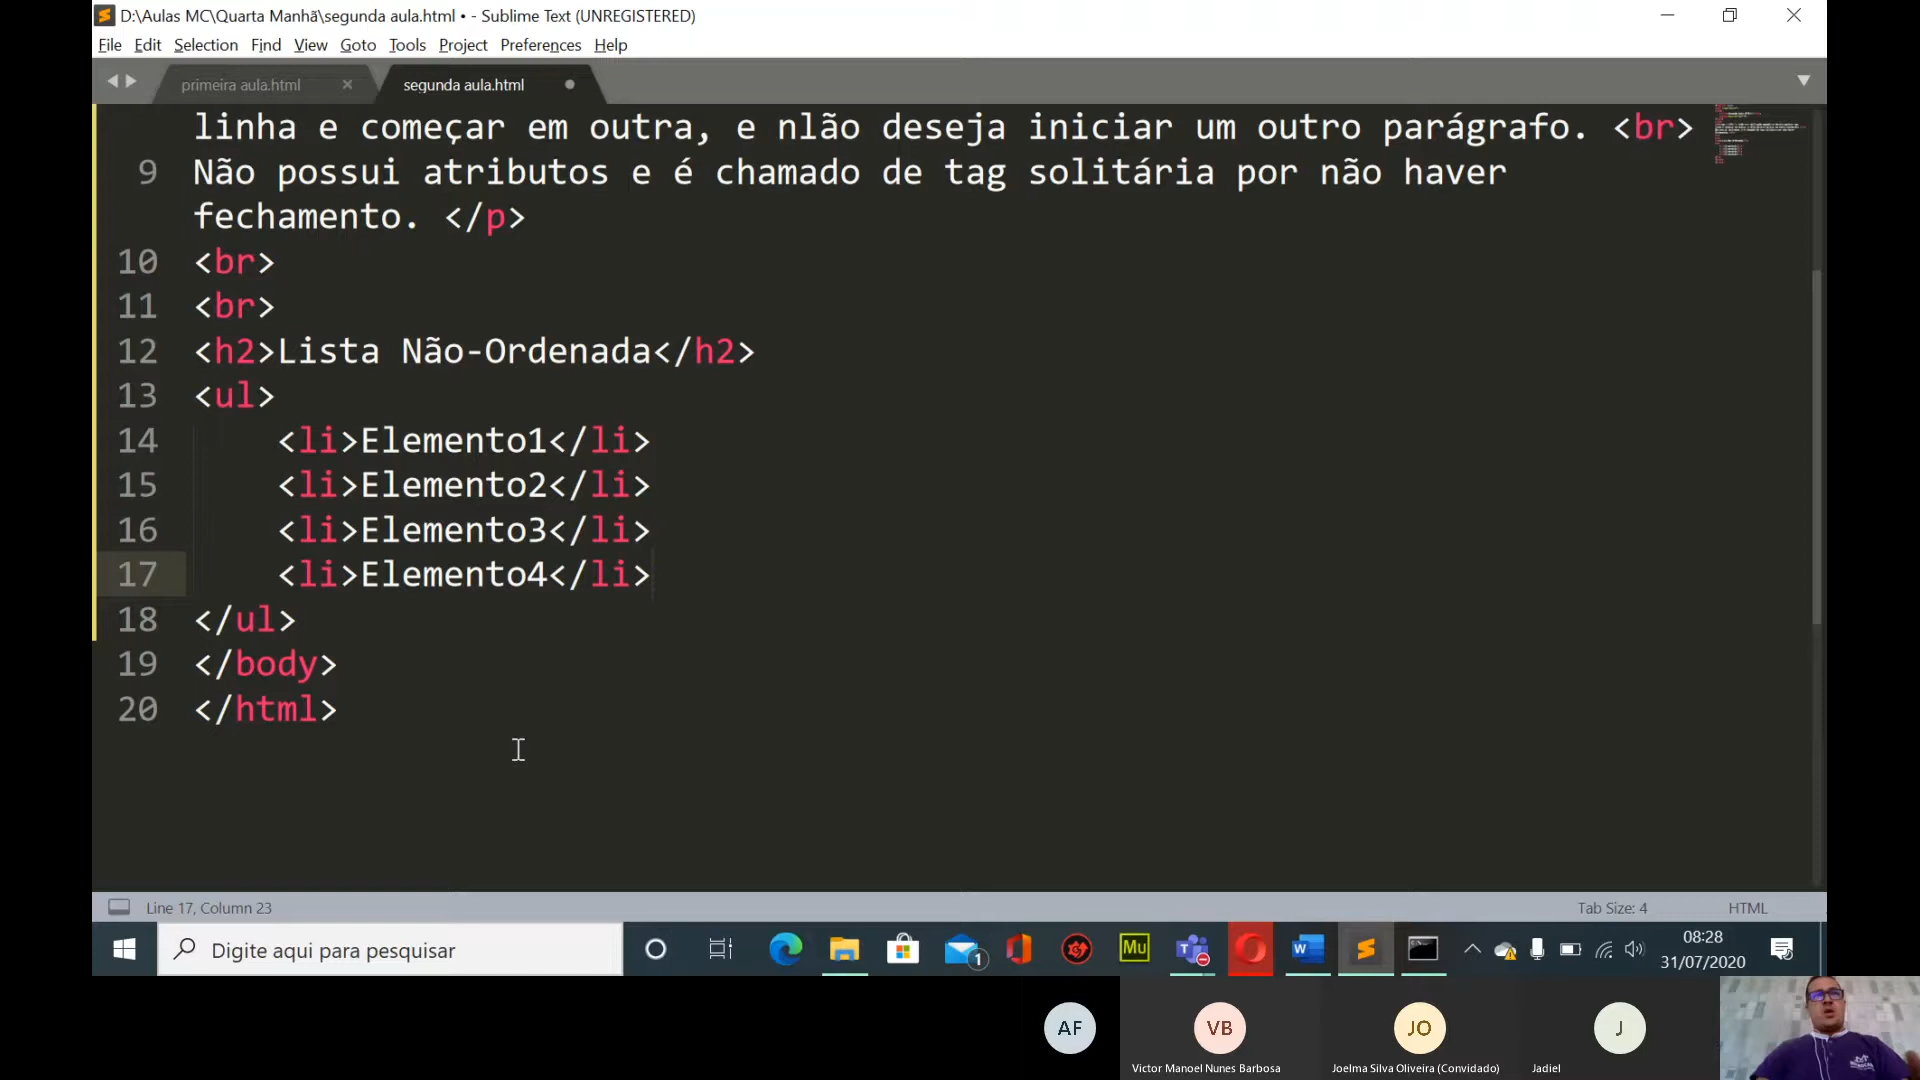 D:\Aulas MC\Quarta Manhã\segunda aula.html • - Sublime Text (UNREGISTERED)
File Edit Selection Find View Goto Tools Project Preferences Help
primeira aula.html
segunda aula.html
linha e começar em outra, e nlão deseja iniciar um outro parágrafo. <br>
9 Não possui atributos e é chamado de tag solitária por não haver
fechamento. </p>
10 <br>
11 <br>
12 <h2>Lista Não-Ordenada</h2>
13 <ul>
14 <li>Elemento1</li>
15 <li>Elemento2</li>
16 <li>Elemento3</li>
17 <li>Elemento4</li>
18 </ul>
19 </body>
20 </html>
Line 17, Column 23
Tab Size: 4
HTML
Digite aqui para pesquisar
1
Mu
08:28
31/07/2020
AF
VB
JO
J
Victor Manoel Nunes Barbosa
Joelma Silva Oliveira (Convidado)
Jadiel